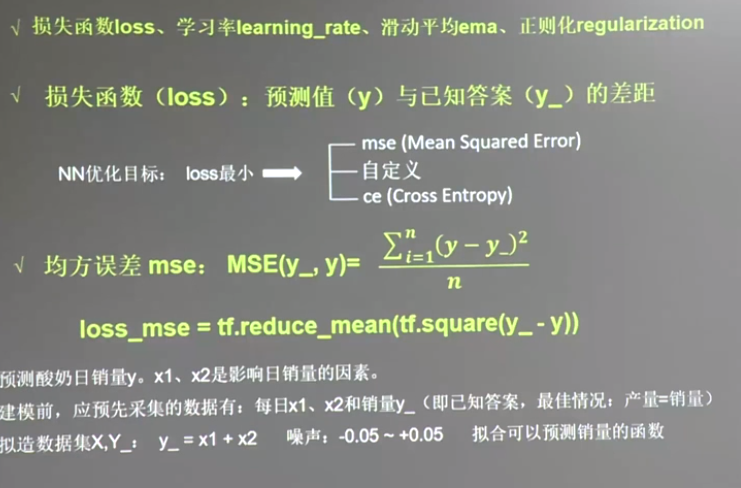 √ 损失函数loss、学习率learning_rate、滑动平均ema、正则化regularization
√ 损失函数（loss）：预测值（y）与已知答案（y_）的差距
NN优化目标： loss最小
mse (Mean Squared Error)
自定义
ce (Cross Entropy)
√ 均方误差 mse： MSE(y_, y)= ∑ⁿᵢ₌₁(y − y_)² / n
loss_mse = tf.reduce_mean(tf.square(y_ - y))
预测酸奶日销量y。x1、x2是影响日销量的因素。
建模前，应预先采集的数据有：每日x1、x2和销量y_（即已知答案，最佳情况：产量=销量）
拟造数据集X,Y_： y_ = x1 + x2 噪声：-0.05 ~ +0.05 拟合可以预测销量的函数